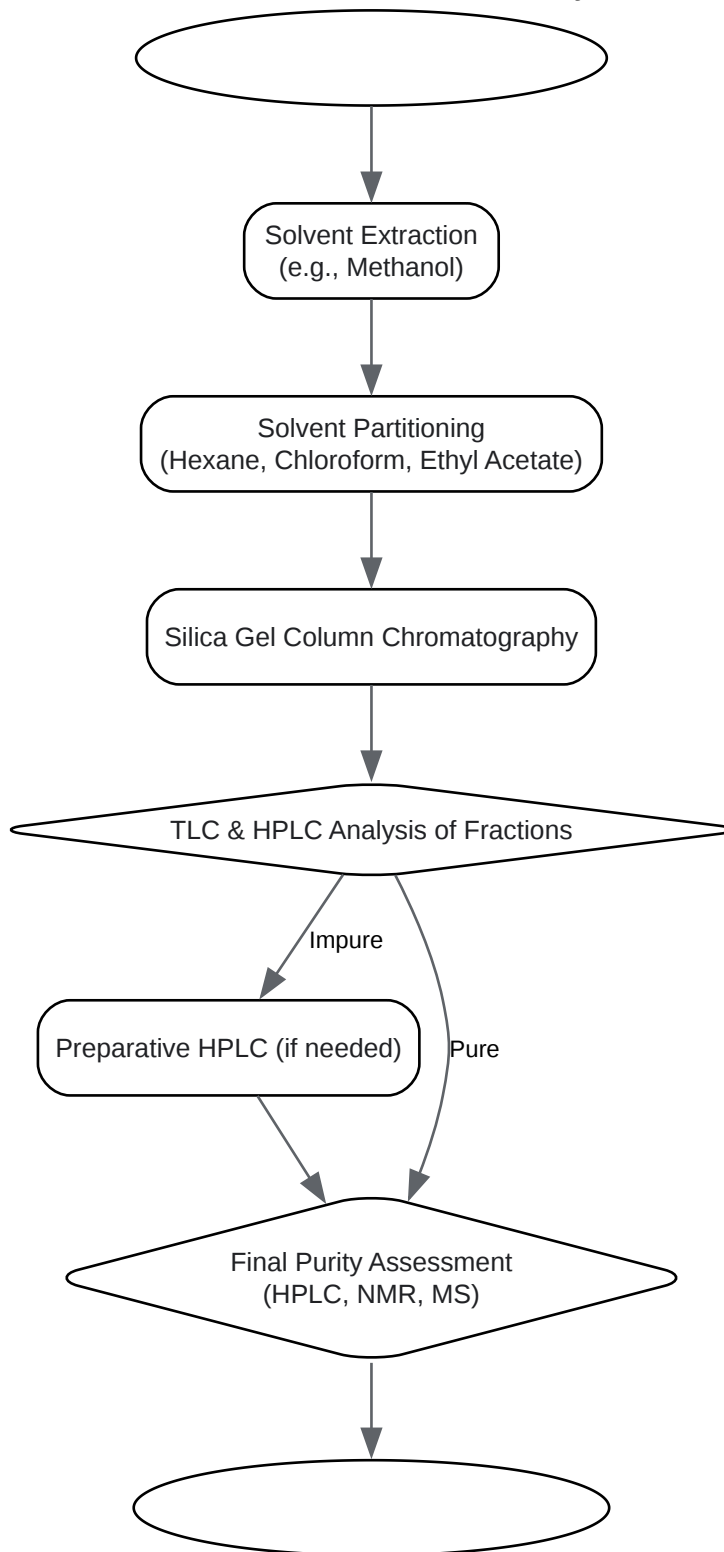 Solvent Extraction
(e.g., Methanol)
Solvent Partitioning
(Hexane, Chloroform, Ethyl Acetate)
Silica Gel Column Chromatography
TLC & HPLC Analysis of Fractions
Impure
Preparative HPLC (if needed)
Pure
Final Purity Assessment
(HPLC, NMR, MS)